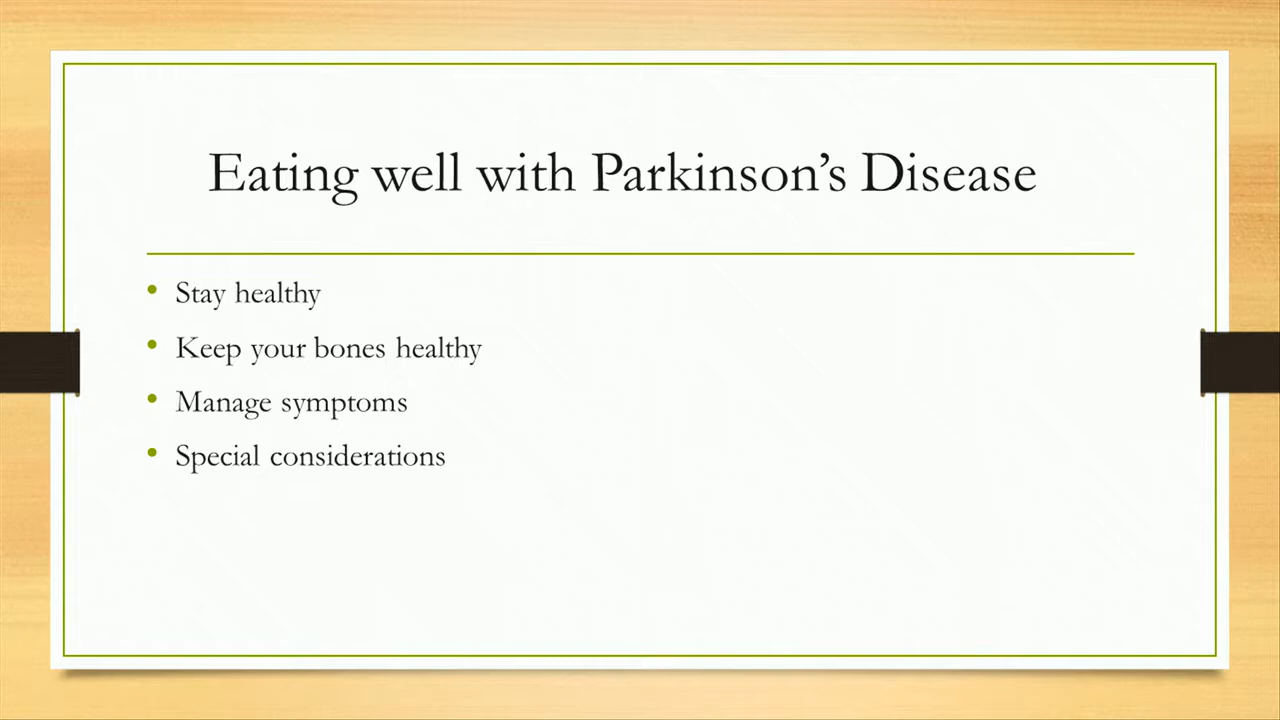 Eating well with Parkinson’s Disease
• Stay healthy
• Keep your bones healthy
• Manage symptoms
• Special considerations